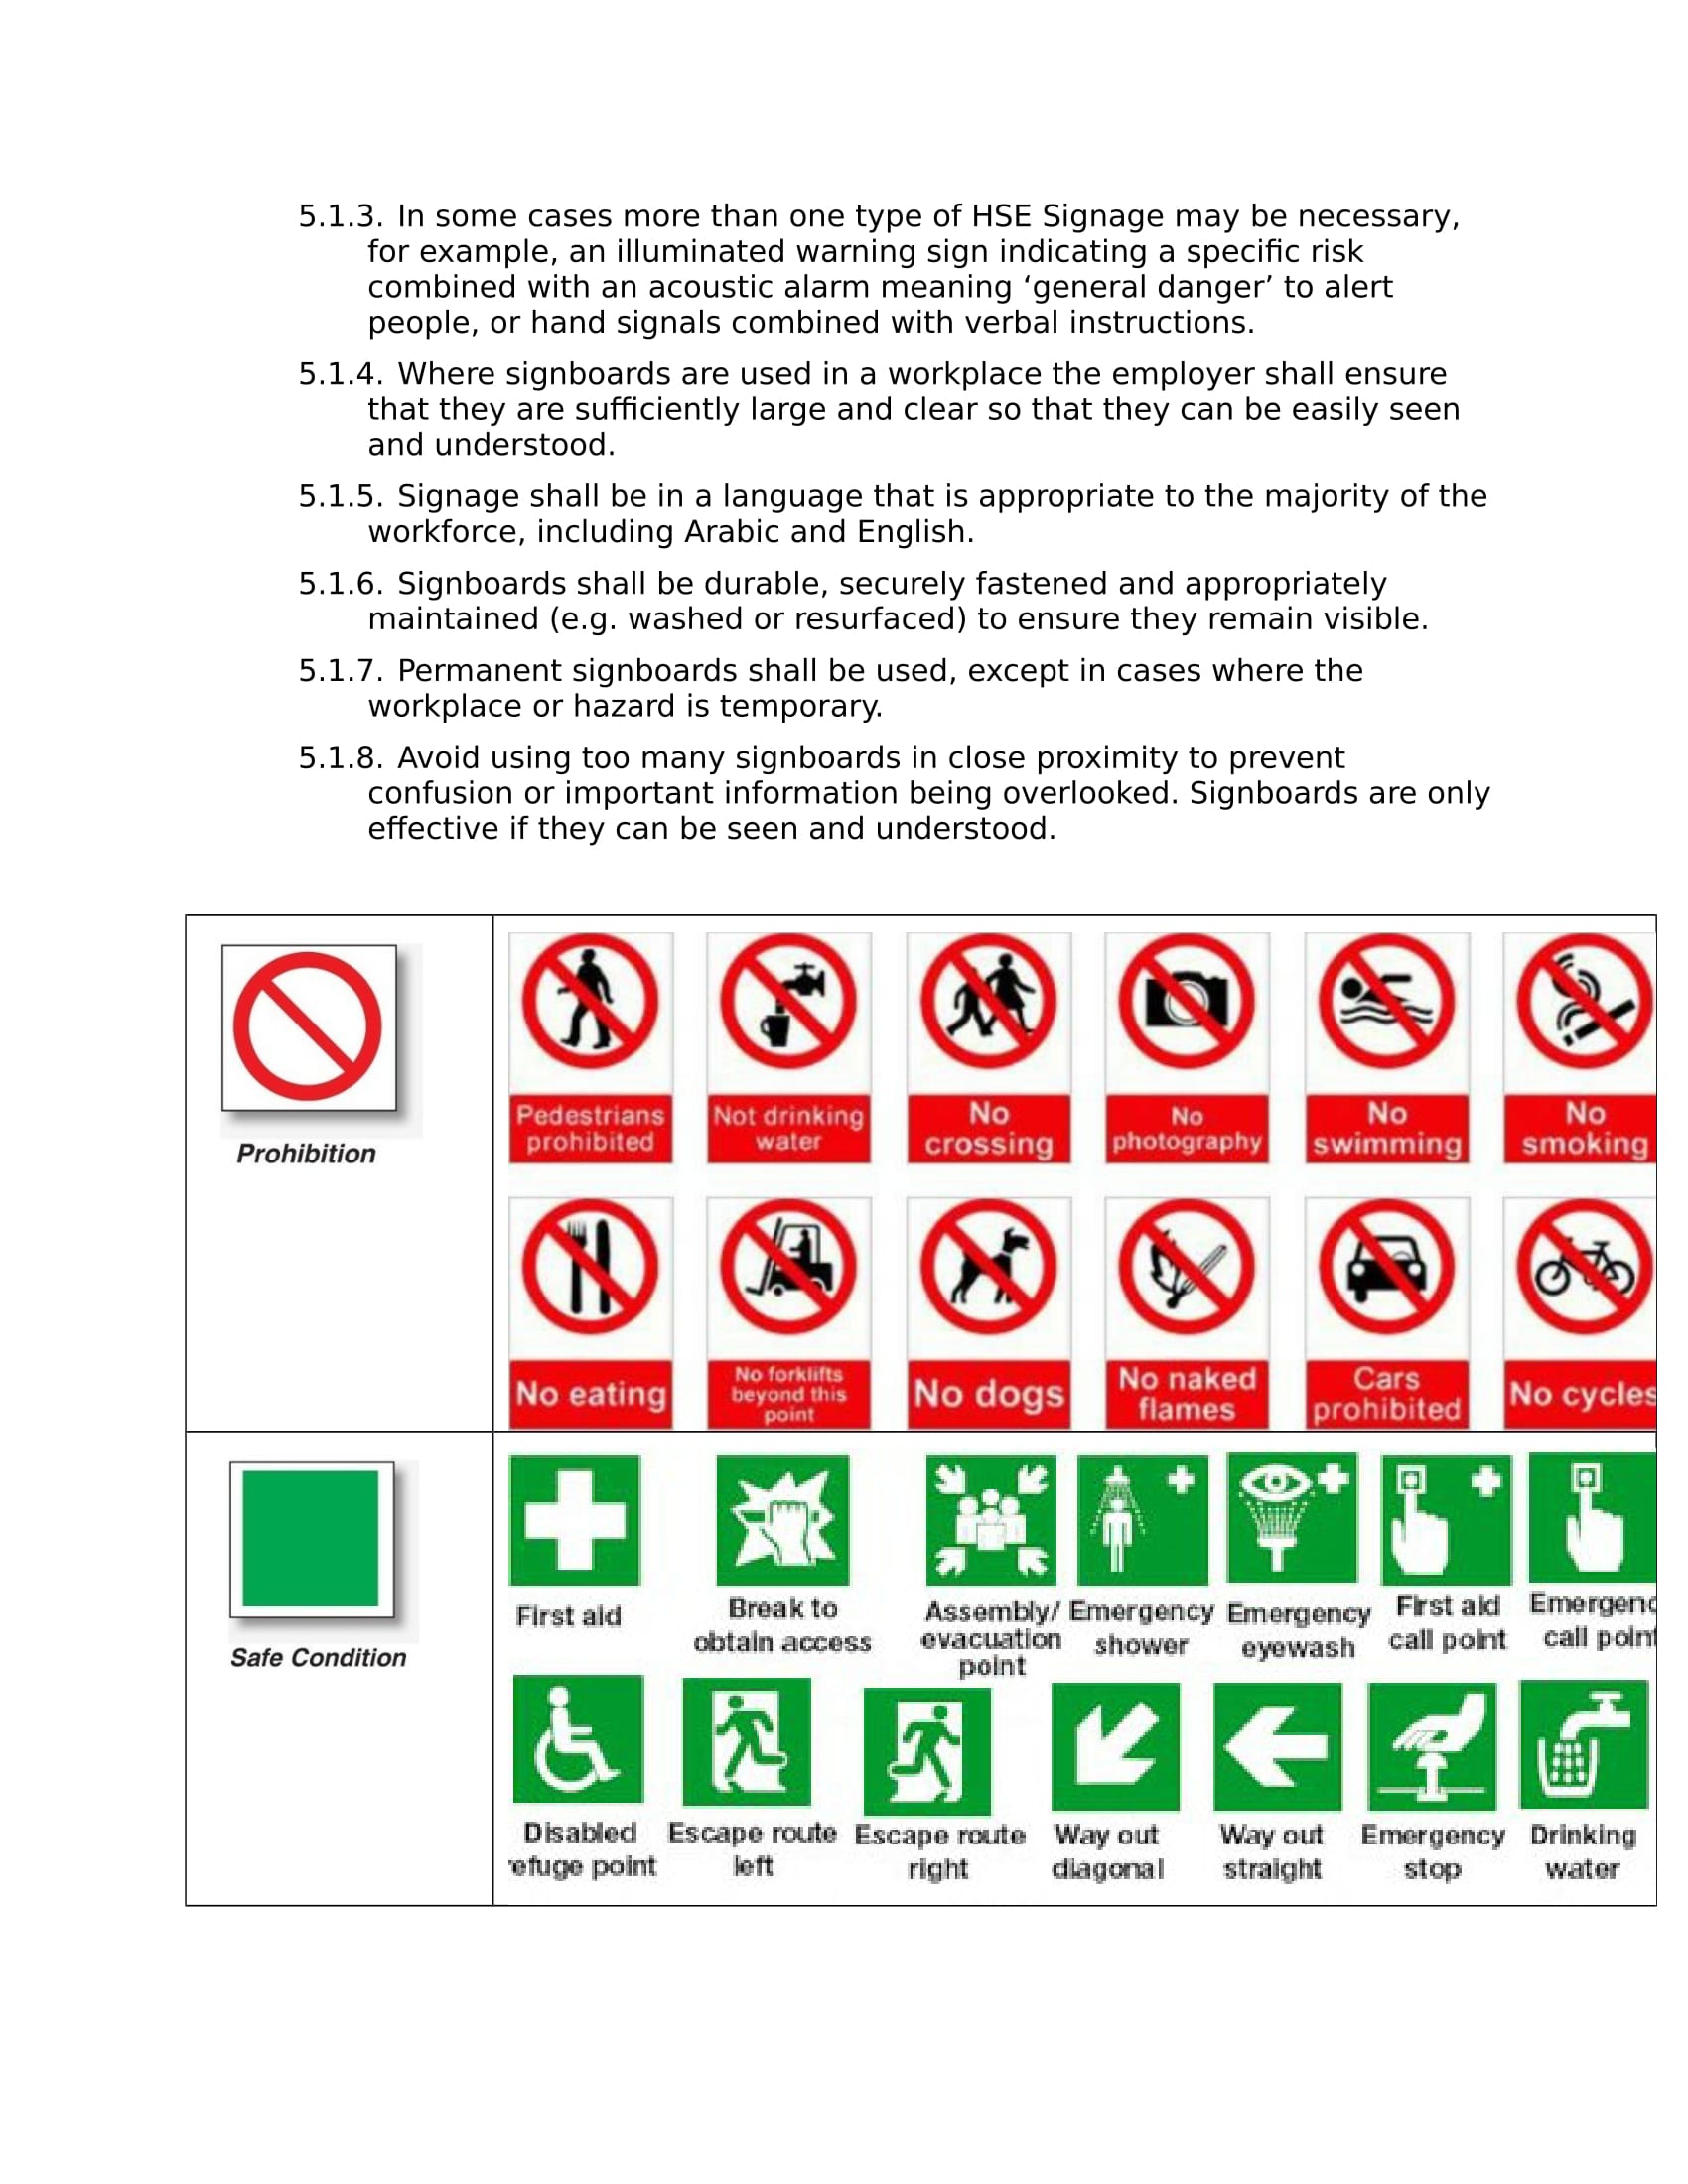 5.1.3. In some cases more than one type of HSE Signage may be necessary,
for example, an illuminated warning sign indicating a specific risk
combined with an acoustic alarm meaning ‘general danger’ to alert
people, or hand signals combined with verbal instructions.
5.1.4. Where signboards are used in a workplace the employer shall ensure
that they are sufficiently large and clear so that they can be easily seen
and understood.
5.1.5. Signage shall be in a language that is appropriate to the majority of the
workforce, including Arabic and English.
5.1.6. Signboards shall be durable, securely fastened and appropriately
maintained (e.g. washed or resurfaced) to ensure they remain visible.
5.1.7. Permanent signboards shall be used, except in cases where the
workplace or hazard is temporary.
5.1.8. Avoid using too many signboards in close proximity to prevent
confusion or important information being overlooked. Signboards are only
effective if they can be seen and understood.
Prohibition
Pedestrians
prohibited
Not drinking
water
No
crossing
No
photography
No
swimming
No
smoking
No eating
No forklifts
beyond this
point
No dogs
No naked
flames
Cars
prohibited
No cycles
Safe Condition
First aid
Break to
obtain access
Assembly/
evacuation
point
Emergency
shower
Emergency
eyewash
First aid
call point
Emergenc
call point
Disabled
efuge point
Escape route
left
Escape route
right
Way out
diagonal
Way out
straight
Emergency
stop
Drinking
water